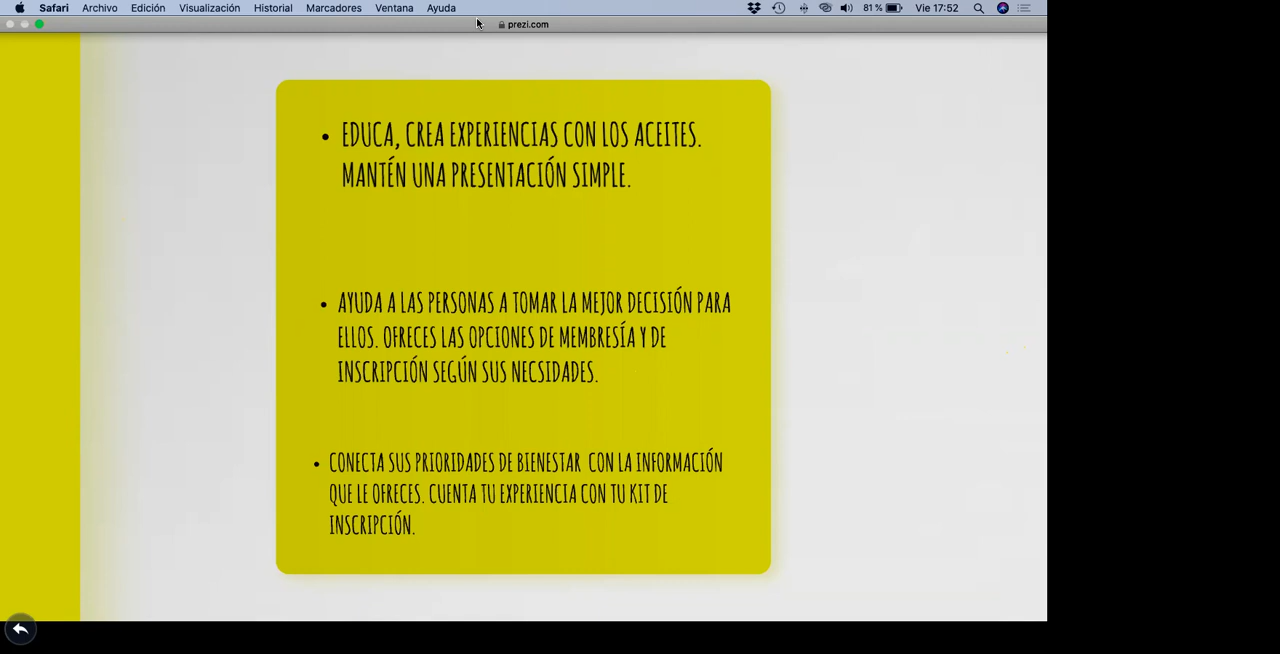 Safari Archivo Edición Visualización Historial Marcadores Ventana Ayuda 81 % Vie 17:52
prezi.com
• EDUCA, CREA EXPERIENCIAS CON LOS ACEITES.
MANTÉN UNA PRESENTACIÓN SIMPLE.
• AYUDA A LAS PERSONAS A TOMAR LA MEJOR DECISIÓN PARA
ELLOS. OFRECES LAS OPCIONES DE MEMBRESÍA Y DE
INSCRIPCIÓN SEGÚN SUS NECSIDADES.
• CONECTA SUS PRIORIDADES DE BIENESTAR CON LA INFORMACIÓN
QUE LE OFRECES. CUENTA TU EXPERIENCIA CON TU KIT DE
INSCRIPCIÓN.